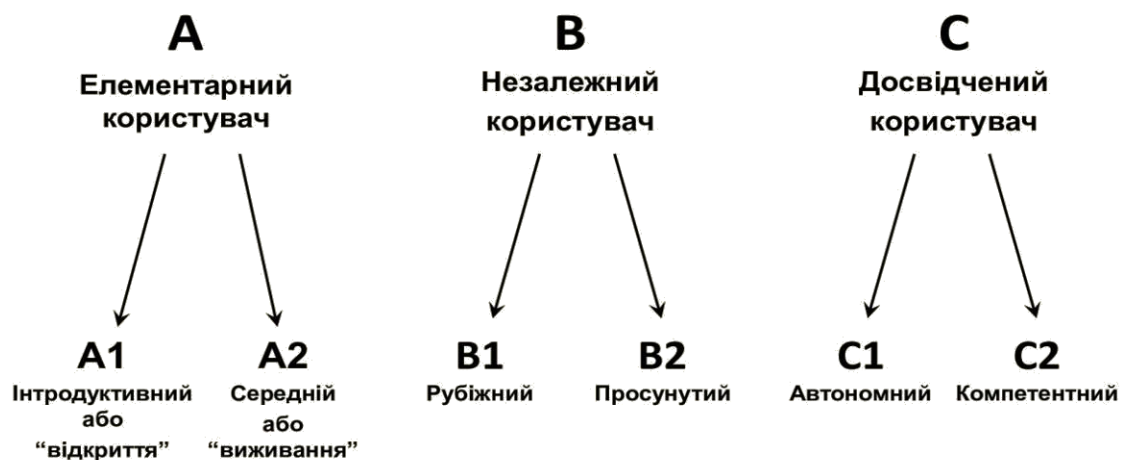 A
Елементарний
користувач
B
Незалежний
користувач
C
Досвідчений
користувач
A1
Інтродуктивний
або
“відкриття”
A2
Середній
або
“виживання”
B1
Рубіжний
B2
Просунутий
C1
Автономний
C2
Компетентний